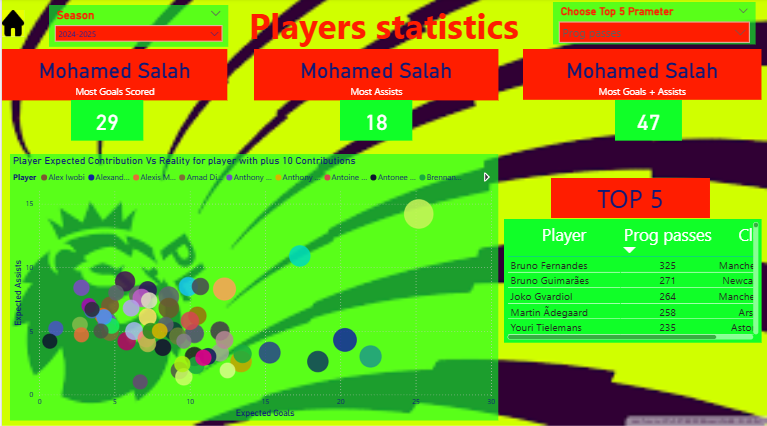 Season
Choose Top 5 Prameter
2024-2025
Players statistics
Prog passes
Mohamed Salah
Most Goals Scored
29
Mohamed Salah
Most Assists
18
Mohamed Salah
Most Goals + Assists
47
Player Expected Contribution Vs Reality for player with plus 10 Contributions
Player Alex Iwobi Alexand... Alexis M... Amad Di... Anthony ... Anthony... Antoine ... Antonee ... Brennan...
15
10
5
0
Expected Assists
0 5 10 15 20 25 30
Expected Goals
TOP 5
Player Prog passes Cl
Bruno Fernandes 325 Manche
Bruno Guimarães 271 Newca
Joko Gvardiol 264 Manche
Martin Ãdegaard 258 Ars
Youri Tielemans 235 Asto